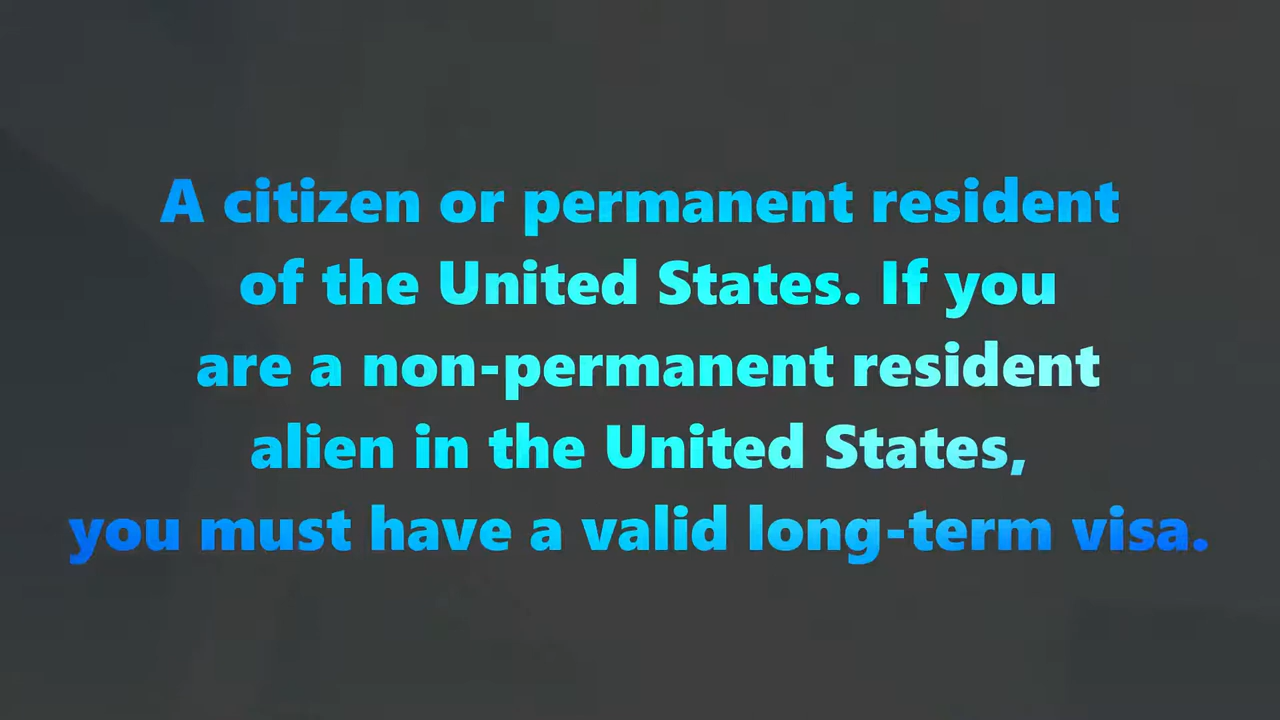 A citizen or permanent resident
of the United States. If you
are a non-permanent resident
alien in the United States,
you must have a valid long-term visa.